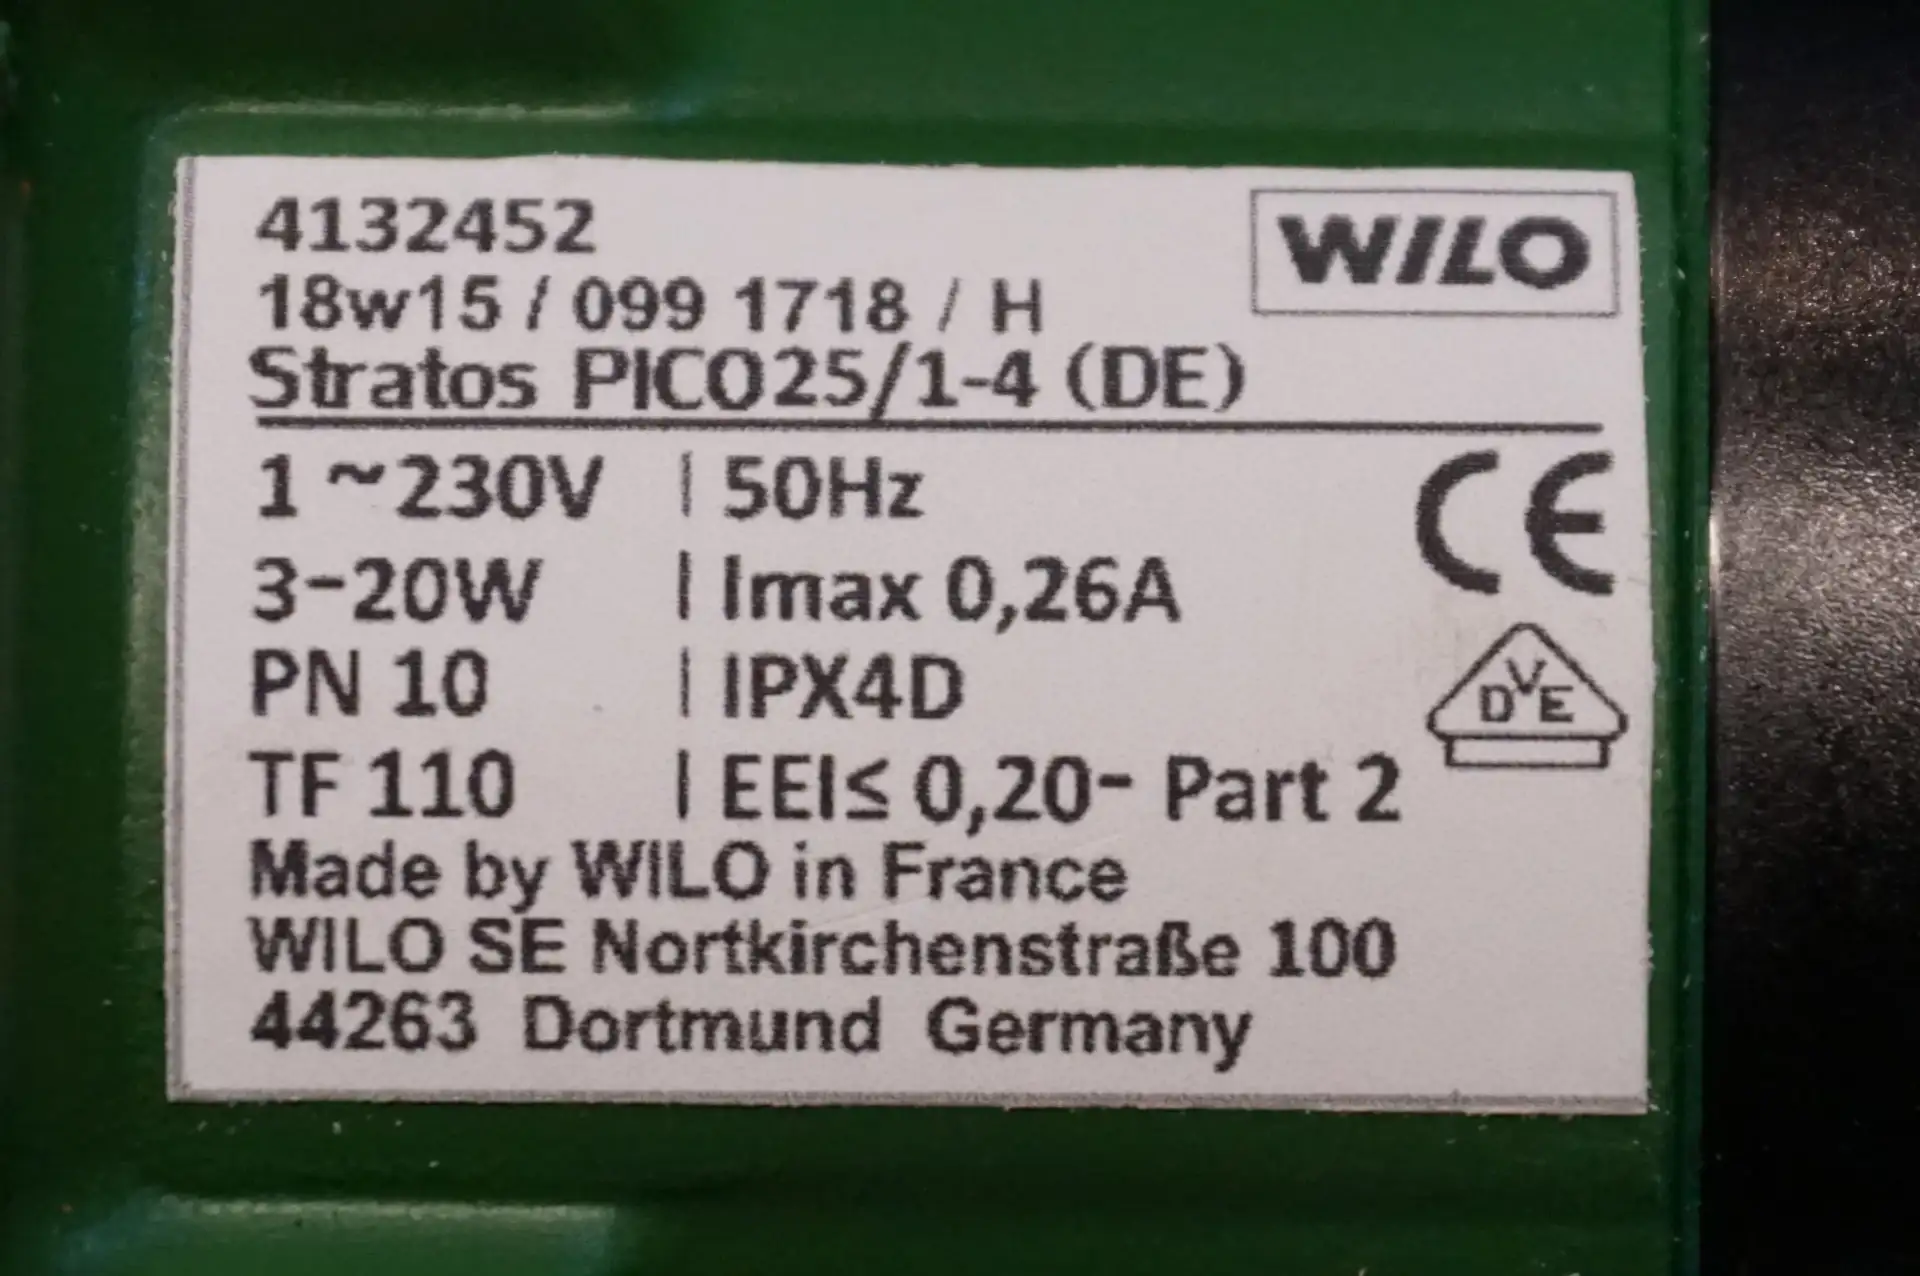 4132452
WILO
18w15 / 099 1718 / H
Stratos PICO25/1-4 (DE)
1 ~230V | 50Hz
CE
3-20W | Imax 0,26A
PN 10 | IPX4D
DVE
TF 110 | EEI≤ 0,20- Part 2
Made by WILO in France
WILO SE Nortkirchenstraße 100
44263 Dortmund Germany